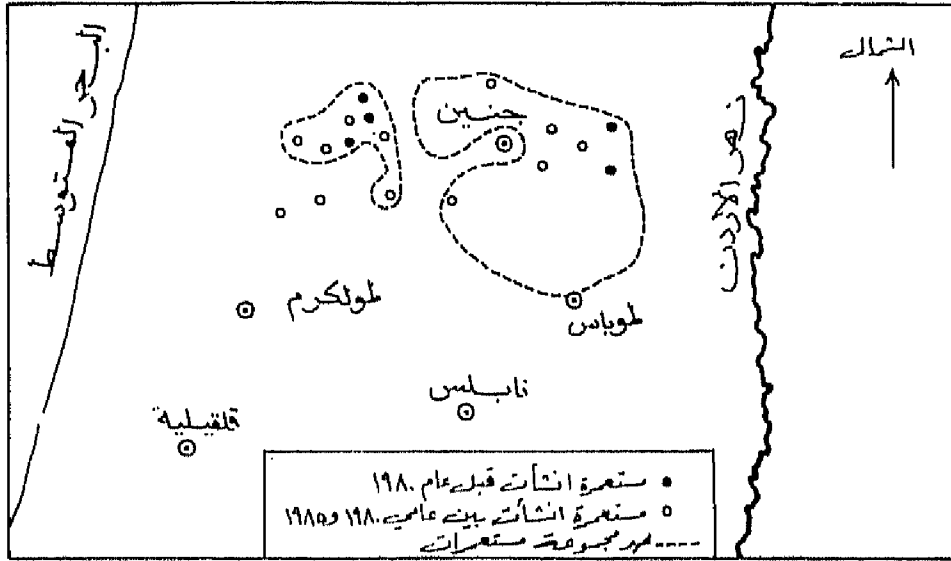 البحر المتوسط
الشمال
نهر الأردن
جنين
طولكرم
طوباس
نابلس
قلقيلية
مستعمرة انشأت قبل عام ١٩٨٠
مستعمرة انشأت بين عامي ١٩٨٠ و١٩٨٥
مجموعة مستعمرات